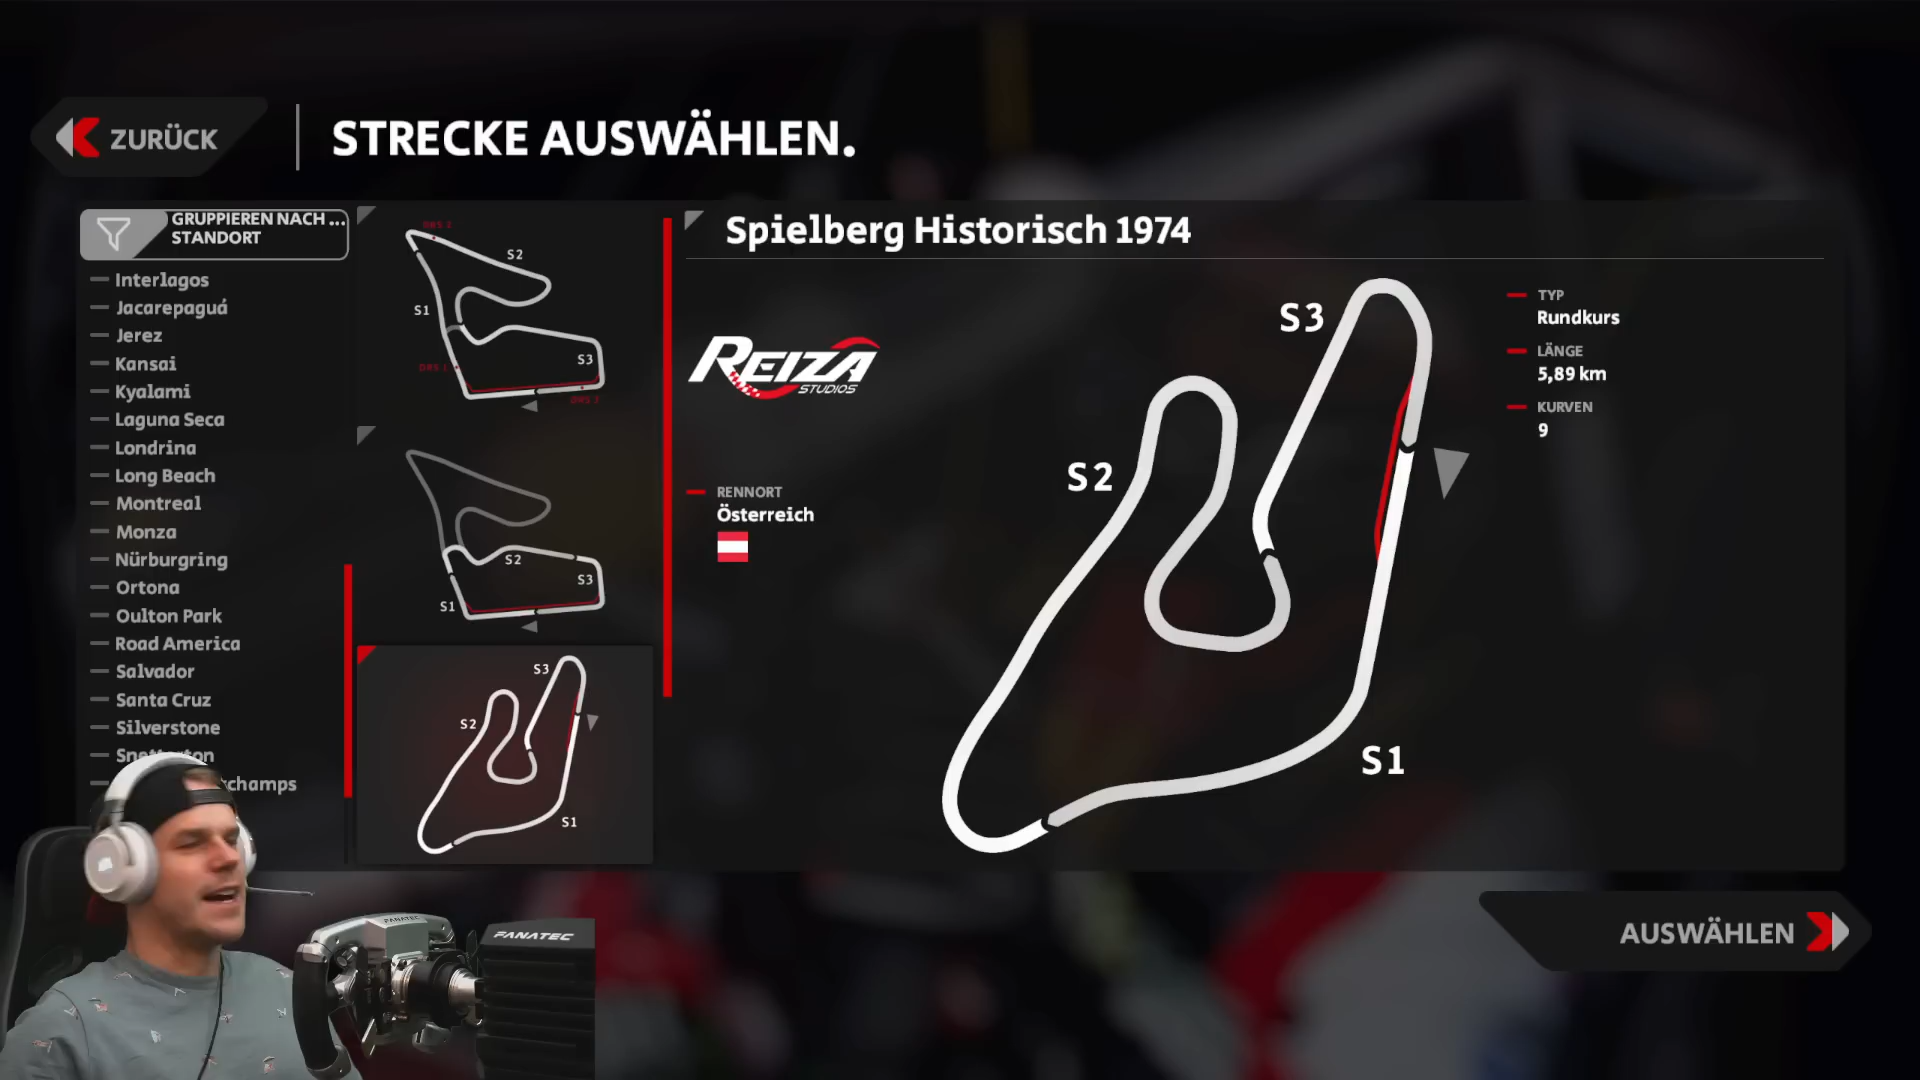 ZURÜCK
STRECKE AUSWÄHLEN.
GRUPPIEREN NACH ...
STANDORT
Interlagos
Jacarepaguá
Jerez
Kansai
Kyalami
Laguna Seca
Londrina
Long Beach
Montreal
Monza
Nürburgring
Ortona
Oulton Park
Road America
Salvador
Santa Cruz
Silverstone
S2
S1
S3
S2
S3
S1
S3
S2
S1
Spielberg Historisch 1974
REIZA
STUDIOS
RENNORT
Österreich
S3
S2
S1
TYP
Rundkurs
LÄNGE
5,89 km
KURVEN
9
AUSWÄHLEN
FANATEC
FANATEC